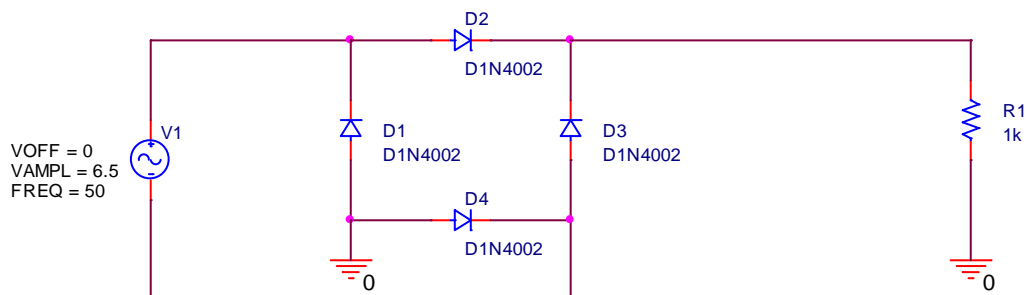 D2
D1N4002
V1
VOFF = 0
VAMPL = 6.5
FREQ = 50
D1
D1N4002
D3
D1N4002
R1
1k
D4
D1N4002
0
0